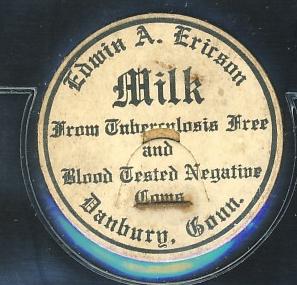 Edwin A. Ericson
Milk
From Tuberculosis Free
and
Blood Tested Negative
Cows
Danbury, Conn.